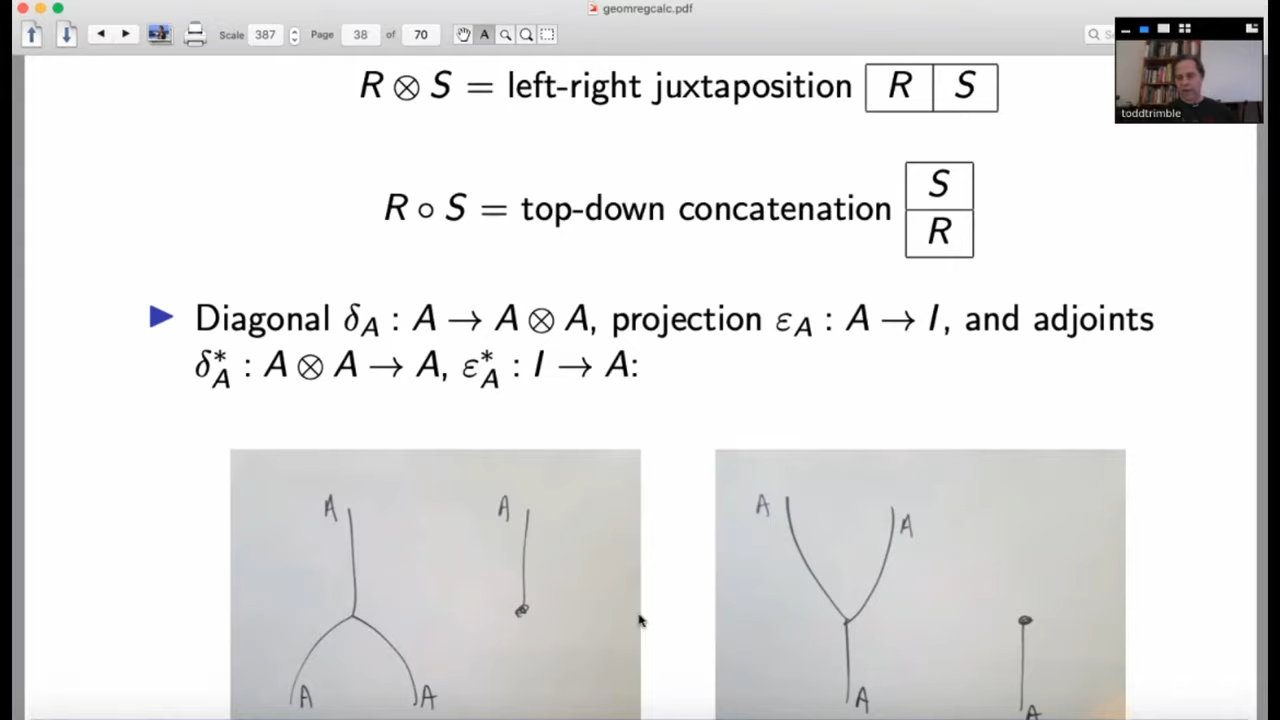 geomregcalc.pdf
Scale 387 Page 38 of 70
toddtrimble
R ⊗ S = left-right juxtaposition R S
S
R ∘ S = top-down concatenation
R
▶ Diagonal δ_A : A → A ⊗ A, projection ε_A : A → I, and adjoints
δ*_A : A ⊗ A → A, ε*_A : I → A:
A A A A
A A A A